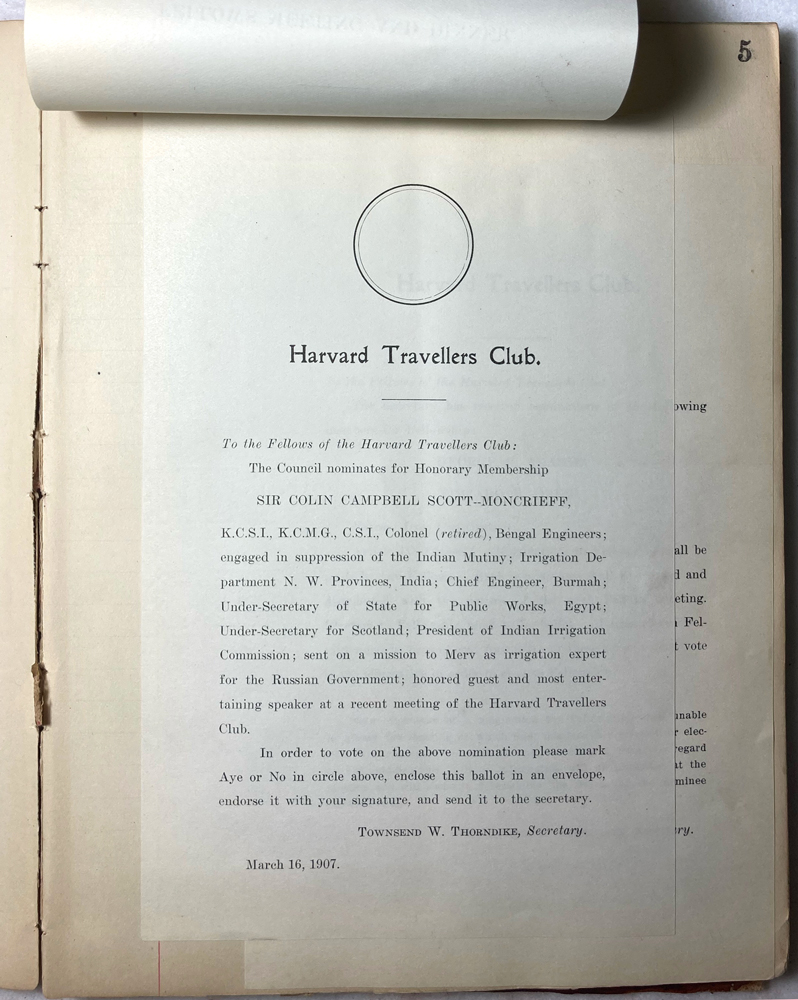 5
Harvard Travellers Club.
To the Fellows of the Harvard Travellers Club:
The Council nominates for Honorary Membership
SIR COLIN CAMPBELL SCOTT--MONCRIEFF,
K.C.S.I., K.C.M.G., C.S.I., Colonel (retired), Bengal Engineers;
engaged in suppression of the Indian Mutiny; Irrigation De-
partment N. W. Provinces, India; Chief Engineer, Burmah;
Under-Secretary of State for Public Works, Egypt;
Under-Secretary for Scotland; President of Indian Irrigation
Commission; sent on a mission to Merv as irrigation expert
for the Russian Government; honored guest and most enter-
taining speaker at a recent meeting of the Harvard Travellers
Club.
In order to vote on the above nomination please mark
Aye or No in circle above, enclose this ballot in an envelope,
endorse it with your signature, and send it to the secretary.
TOWNSEND W. THORNDIKE, Secretary.
March 16, 1907.
owing
all be
d and
eting.
Fel-
t vote
nable
r elec-
egard
at the
minee
ry.